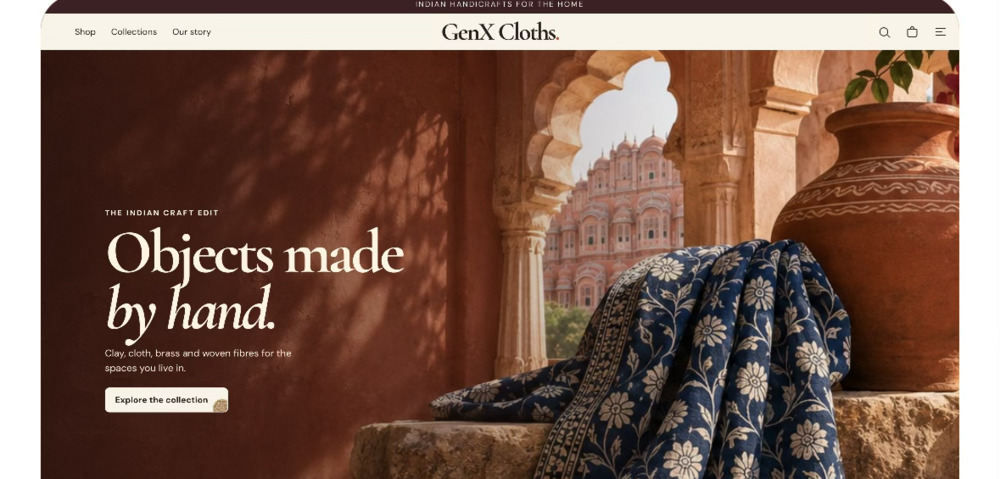 INDIAN HANDICRAFTS FOR THE HOME
Shop Collections Our story
GenX Cloths.
THE INDIAN CRAFT EDIT
Objects made
by hand.
Clay, cloth, brass and woven fibres for the
spaces you live in.
Explore the collection